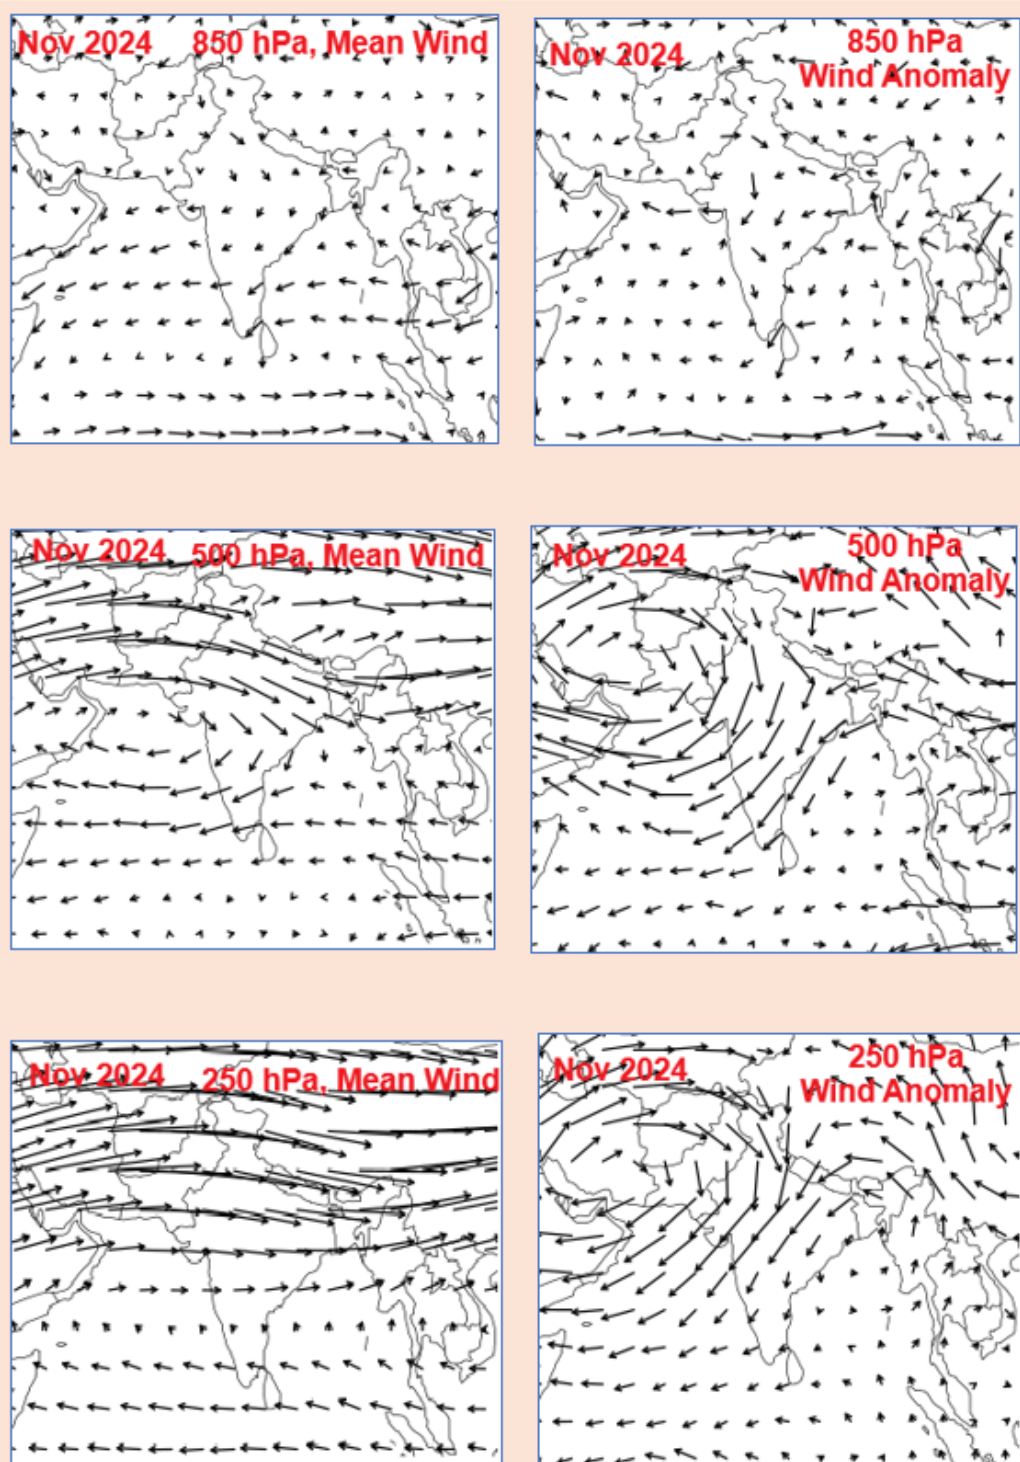 Nov 2024 850 hPa, Mean Wind
Nov 2024
850 hPa
Wind Anomaly
Nov 2024 500 hPa, Mean Wind
Nov 2024
500 hPa
Wind Anomaly
Nov 2024 250 hPa, Mean Wind
Nov 2024
250 hPa
Wind Anomaly